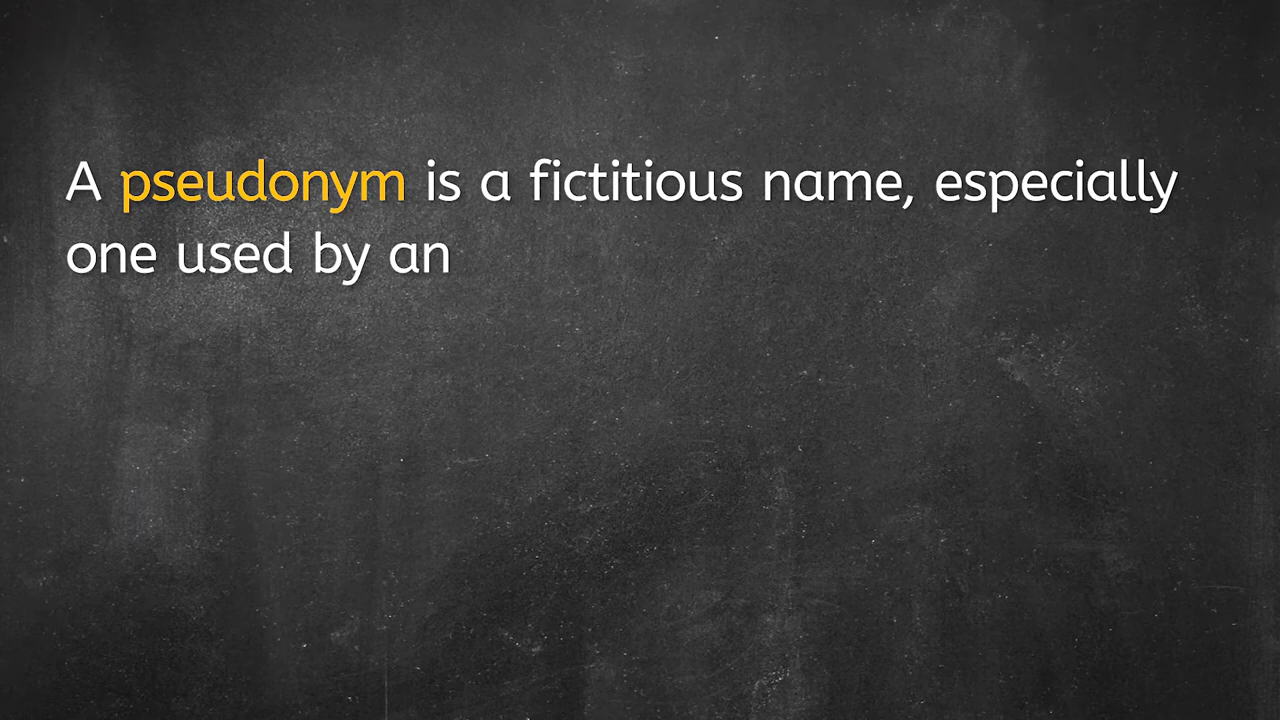 A pseudonym is a fictitious name, especially
one used by an